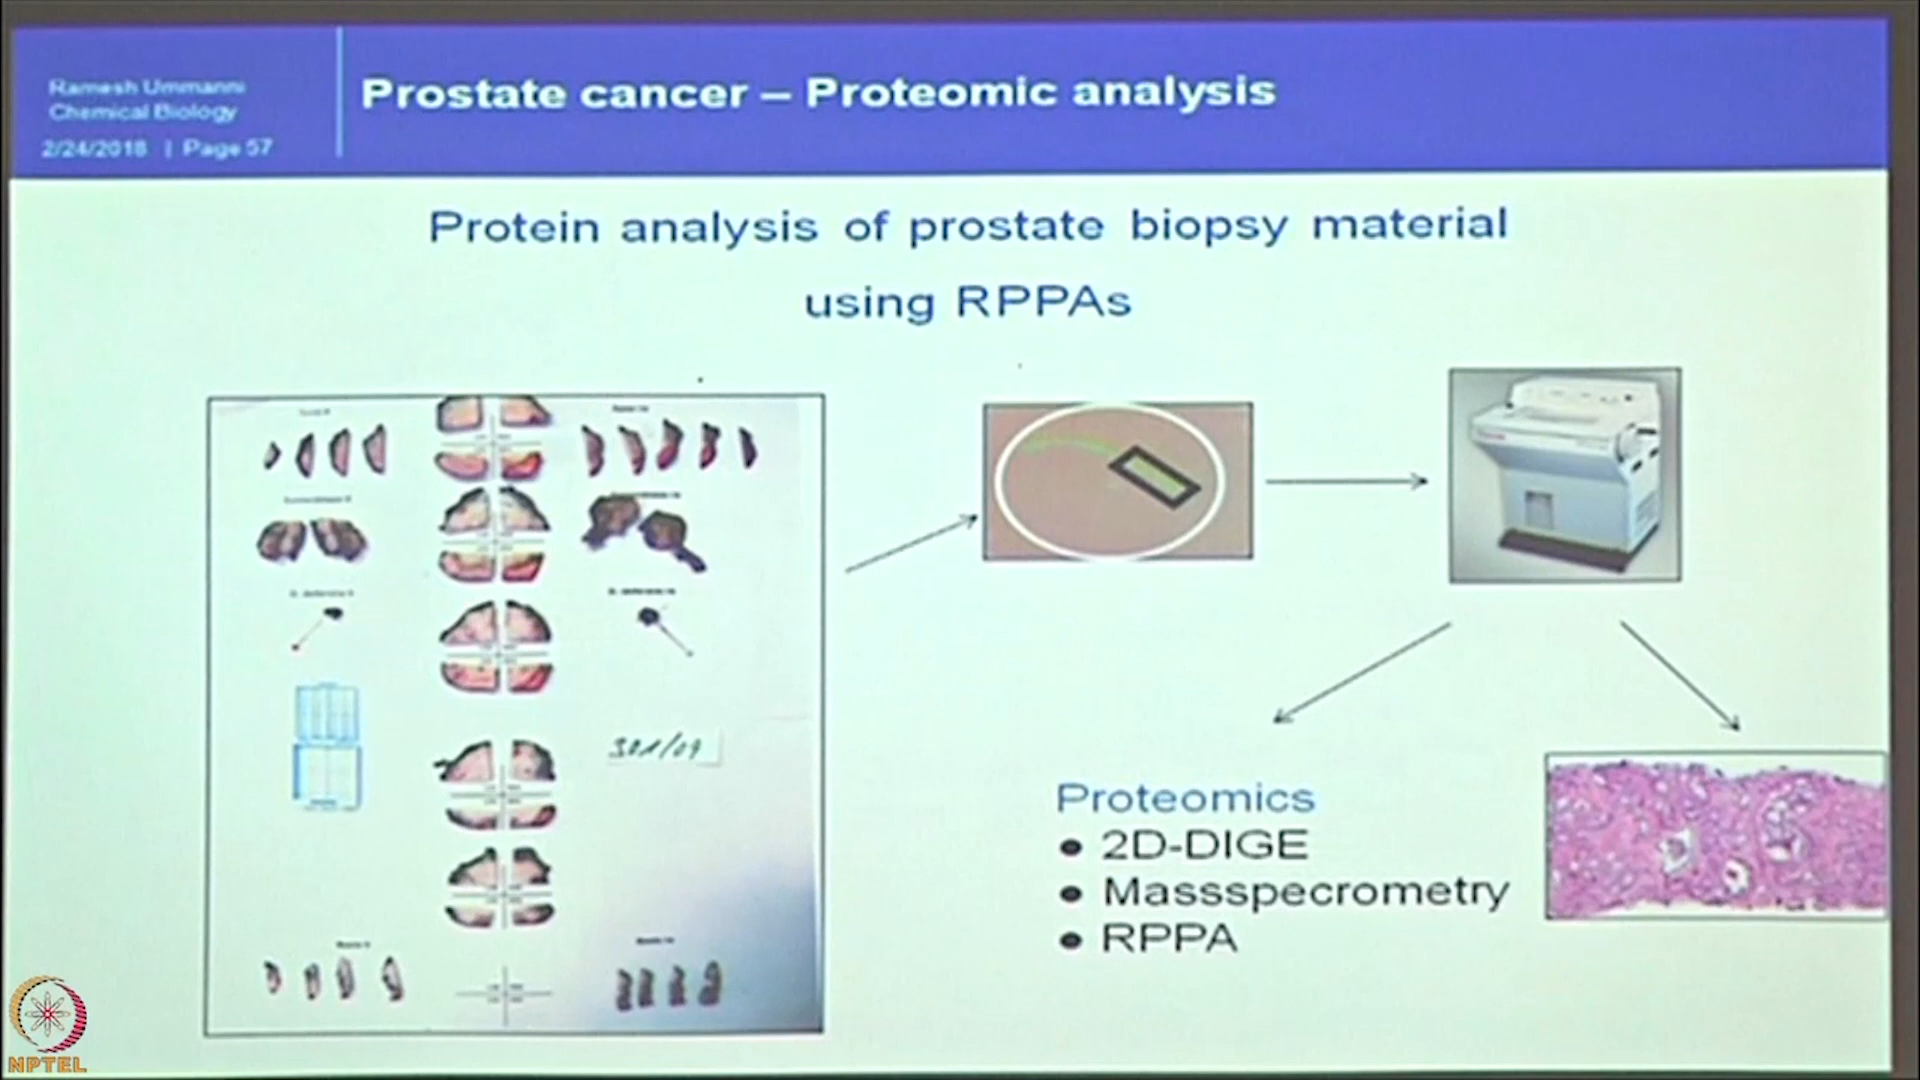 Ramesh Ummanni
Chemical Biology
2/24/2018 | Page 57
Prostate cancer – Proteomic analysis
Protein analysis of prostate biopsy material
using RPPAs
Proteomics
• 2D-DIGE
• Massspecrometry
• RPPA
NPTEL